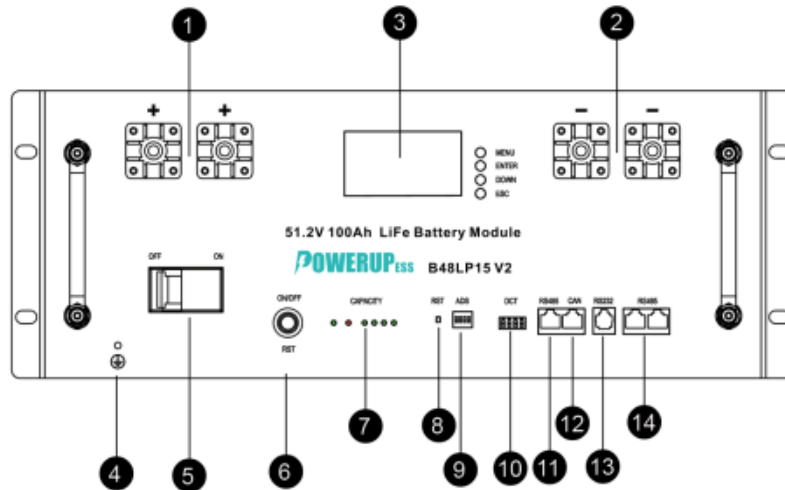 1
3
2
+ +
− −
MENU
ENTER
DOWN
ESC
51.2V 100Ah LiFe Battery Module
POWERUP ESS B48LP15 V2
OFF ON
ON/OFF
RST
CAPACITY
RST ADS
DCT
RS485 CAN
RS232
RS485
4
5
6
7
8
9
10
11
12
13
14